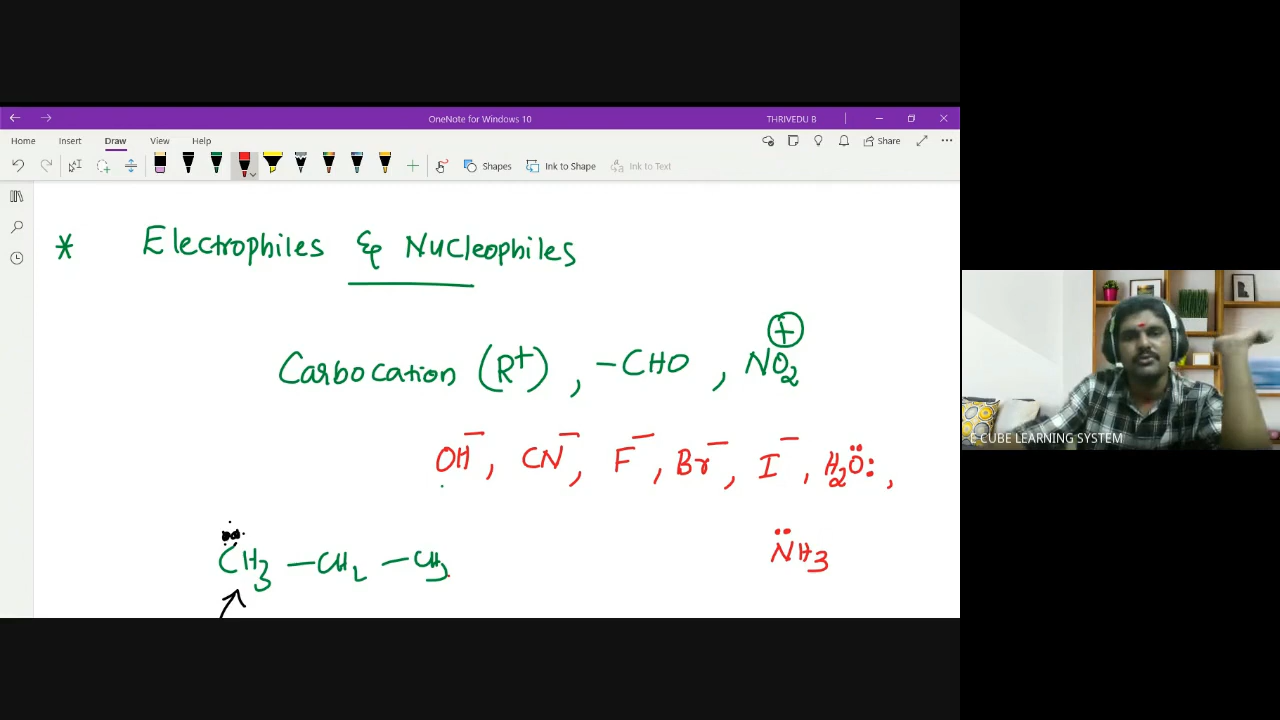 OneNote for Windows 10
THRIVEDU B
Home Insert Draw View Help
Share
Shapes Ink to Shape Ink to Text
* Electrophiles & Nucleophiles
Carbocation (R⁺), -CHO, NO₂⊕
OH⁻, CN⁻, F⁻, Br⁻, I⁻, H₂Ö:,
C̈H₃ - CH₂ - CH₃
N̈H₃
E CUBE LEARNING SYSTEM